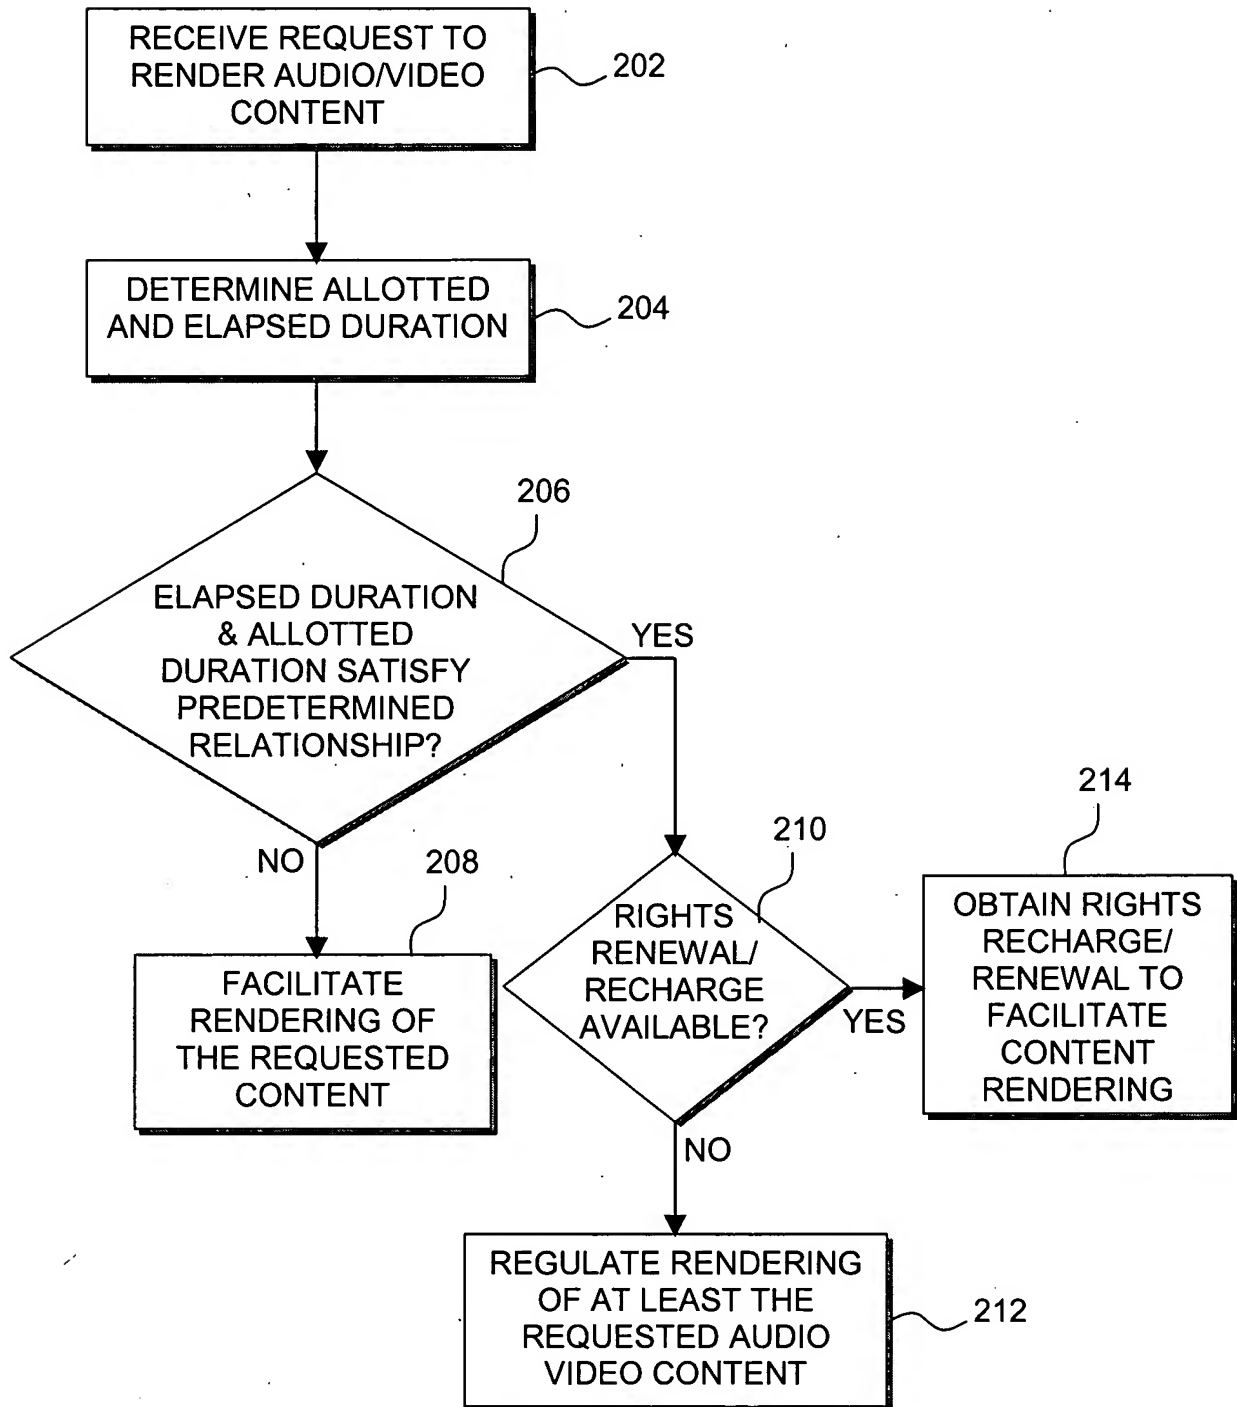 RECEIVE REQUEST TO
RENDER AUDIO/VIDEO
CONTENT
202
DETERMINE ALLOTTED
AND ELAPSED DURATION
204
206
ELAPSED DURATION
& ALLOTTED
DURATION SATISFY
PREDETERMINED
RELATIONSHIP?
YES
NO
208
FACILITATE
RENDERING OF
THE REQUESTED
CONTENT
210
RIGHTS
RENEWAL/
RECHARGE
AVAILABLE?
YES
NO
214
OBTAIN RIGHTS
RECHARGE/
RENEWAL TO
FACILITATE
CONTENT
RENDERING
REGULATE RENDERING
OF AT LEAST THE
REQUESTED AUDIO
VIDEO CONTENT
212